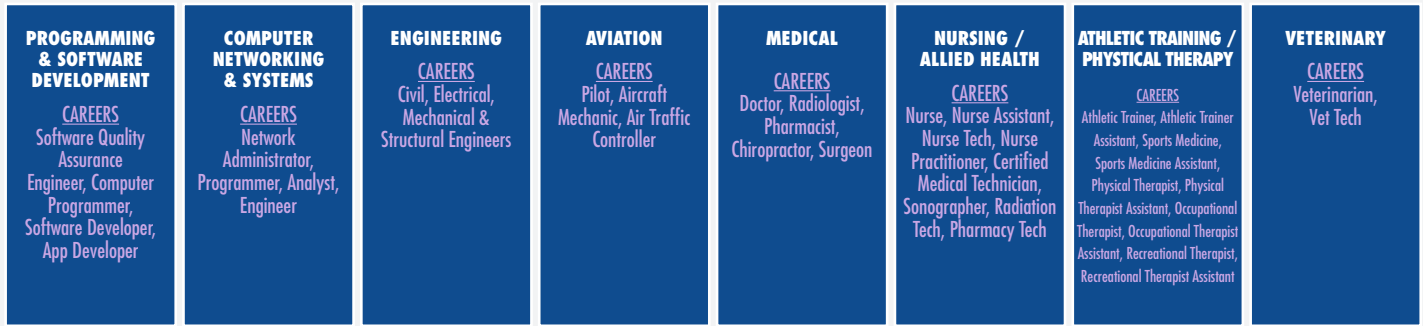 PROGRAMMING
& SOFTWARE
DEVELOPMENT
CAREERS
Software Quality
Assurance
Engineer, Computer
Programmer,
Software Developer,
App Developer
COMPUTER
NETWORKING
& SYSTEMS
CAREERS
Network
Administrator,
Programmer, Analyst,
Engineer
ENGINEERING
CAREERS
Civil, Electrical,
Mechanical &
Structural Engineers
AVIATION
CAREERS
Pilot, Aircraft
Mechanic, Air Traffic
Controller
MEDICAL
CAREERS
Doctor, Radiologist,
Pharmacist,
Chiropractor, Surgeon
NURSING /
ALLIED HEALTH
CAREERS
Nurse, Nurse Assistant,
Nurse Tech, Nurse
Practitioner, Certified
Medical Technician,
Sonographer, Radiation
Tech, Pharmacy Tech
ATHLETIC TRAINING /
PHYSTICAL THERAPY
CAREERS
Athletic Trainer, Athletic Trainer
Assistant, Sports Medicine,
Sports Medicine Assistant,
Physical Therapist, Physical
Therapist Assistant, Occupational
Therapist, Occupational Therapist
Assistant, Recreational Therapist,
Recreational Therapist Assistant
VETERINARY
CAREERS
Veterinarian,
Vet Tech